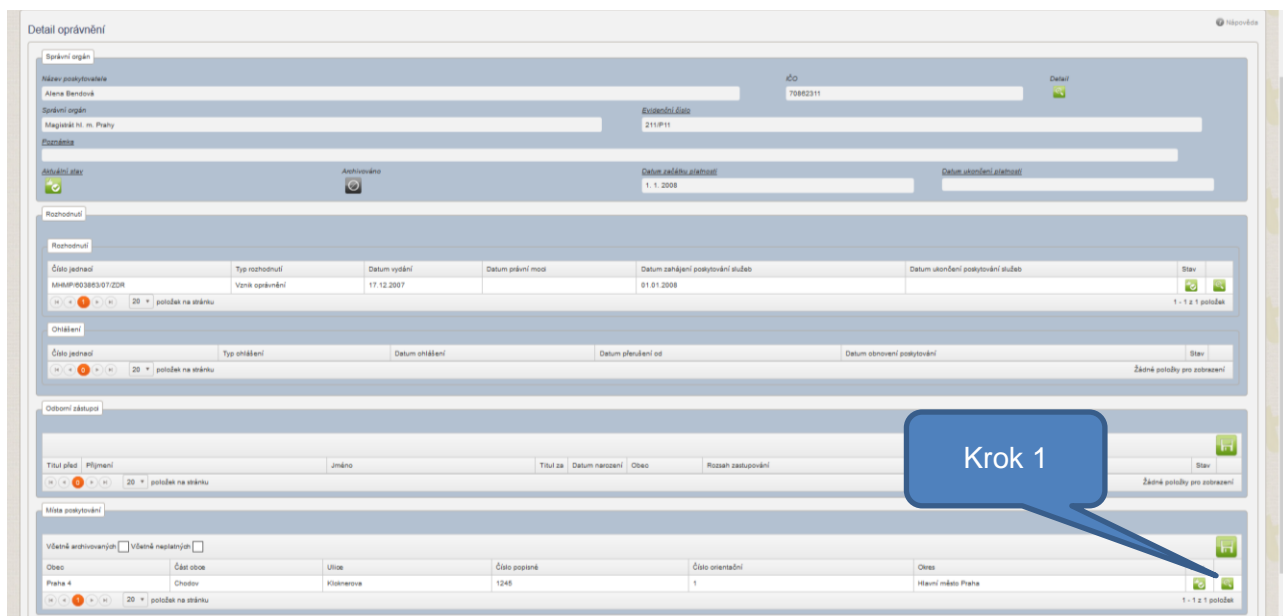 Nápověda
Detail oprávnění
Správní orgán
Název poskytovatele IČO Detail
Alena Bendová 70862311
Správní orgán Evidenční číslo
Magistrát hl. m. Prahy 211/P11
Poznámka
Aktuální stav Archivováno Datum začátku platnosti Datum ukončení platnosti
1. 1. 2008
Rozhodnutí
Rozhodnutí
Číslo jednací Typ rozhodnutí Datum vydání Datum právní moci Datum zahájení poskytování služeb Datum ukončení poskytování služeb Stav
MHMP/603863/07/ZDR Vznik oprávnění 17.12.2007 01.01.2008
1 20 položek na stránku 1 - 1 z 1 položek
Ohlášení
Číslo jednací Typ ohlášení Datum ohlášení Datum přerušení od Datum obnovení poskytování Stav
0 20 položek na stránku Žádné položky pro zobrazení
Odborní zástupci
Krok 1
Titul před Příjmení Jméno Titul za Datum narození Obec Rozsah zastupování Stav
0 20 položek na stránku Žádné položky pro zobrazení
Místa poskytování
Včetně archivovaných Včetně neplatných
Obec Část obce Ulice Číslo popisné Číslo orientační Okres
Praha 4 Chodov 1245 1 Hlavní město Praha
1 20 položek na stránku 1 - 1 z 1 položek